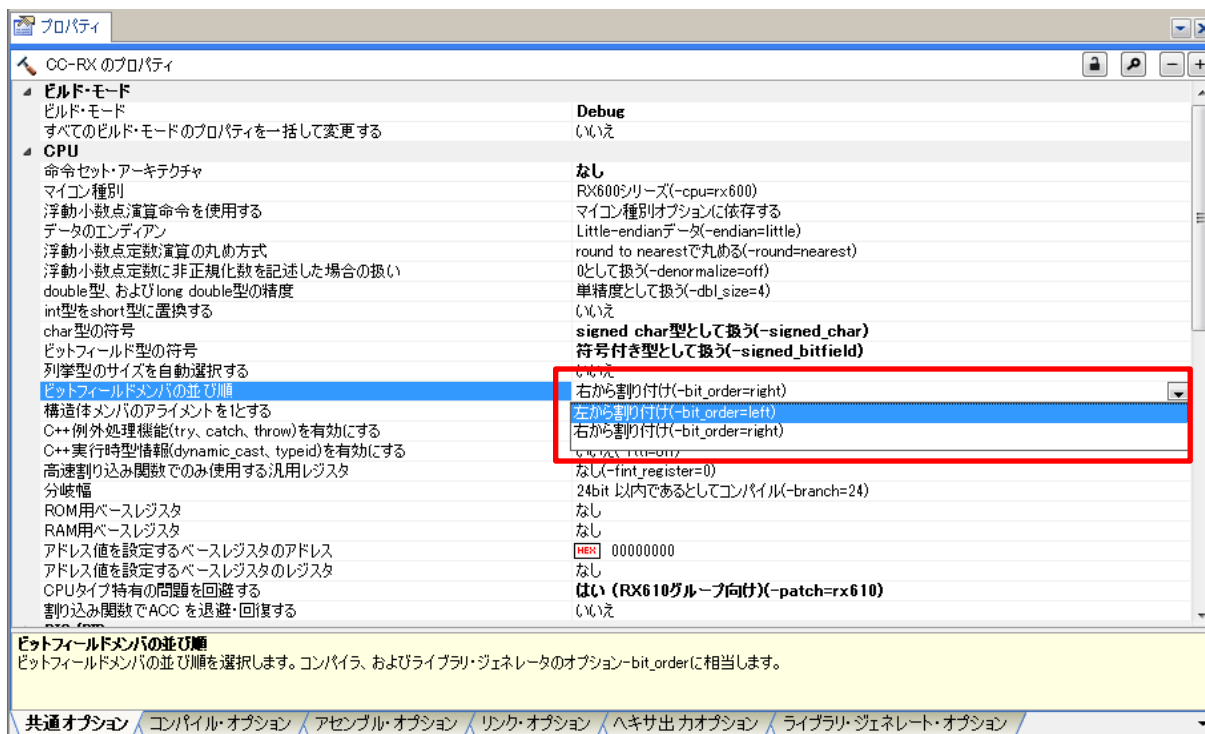 プロパティ
CC-RX のプロパティ
ビルド・モード
ビルド・モード Debug
すべてのビルド・モードのプロパティを一括して変更する いいえ
CPU
命令セット・アーキテクチャ なし
マイコン種別 RX600シリーズ(-cpu=rx600)
浮動小数点演算命令を使用する マイコン種別オプションに依存する
データのエンディアン Little-endianデータ(-endian=little)
浮動小数点定数演算の丸め方式 round to nearestで丸める(-round=nearest)
浮動小数点定数に非正規化数を記述した場合の扱い 0として扱う(-denormalize=off)
double型、およびlong double型の精度 単精度として扱う(-dbl_size=4)
int型をshort型に置換する いいえ
char型の符号 signed char型として扱う(-signed_char)
ビットフィールド型の符号 符号付き型として扱う(-signed_bitfield)
列挙型のサイズを自動選択する いいえ
ビットフィールドメンバの並び順 右から割り付け(-bit_order=right)
構造体メンバのアライメントを1とする 左から割り付け(-bit_order=left)
C++例外処理機能(try、catch、throw)を有効にする 右から割り付け(-bit_order=right)
C++実行時型情報(dynamic_cast、typeid)を有効にする いいえ(-rtti=off)
高速割り込み関数でのみ使用する汎用レジスタ なし(-fint_register=0)
分岐幅 24bit 以内であるとしてコンパイル(-branch=24)
ROM用ベースレジスタ なし
RAM用ベースレジスタ なし
アドレス値を設定するベースレジスタのアドレス HEX 00000000
アドレス値を設定するベースレジスタのレジスタ なし
CPUタイプ特有の問題を回避する はい (RX610グループ向け)(-patch=rx610)
割り込み関数でACC を退避・回復する いいえ
ビットフィールドメンバの並び順
ビットフィールドメンバの並び順を選択します。コンパイラ、およびライブラリ・ジェネレータのオプション-bit_orderに相当します。
共通オプション コンパイル・オプション アセンブル・オプション リンク・オプション ヘキサ出力オプション ライブラリ・ジェネレート・オプション